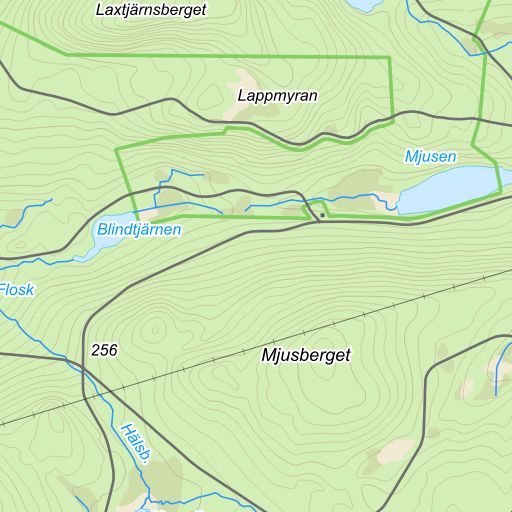 Laxtjärnsberget
Lappmyran
Mjusen
Blindtjärnen
Flosk
256
Mjusberget
Hälsb.